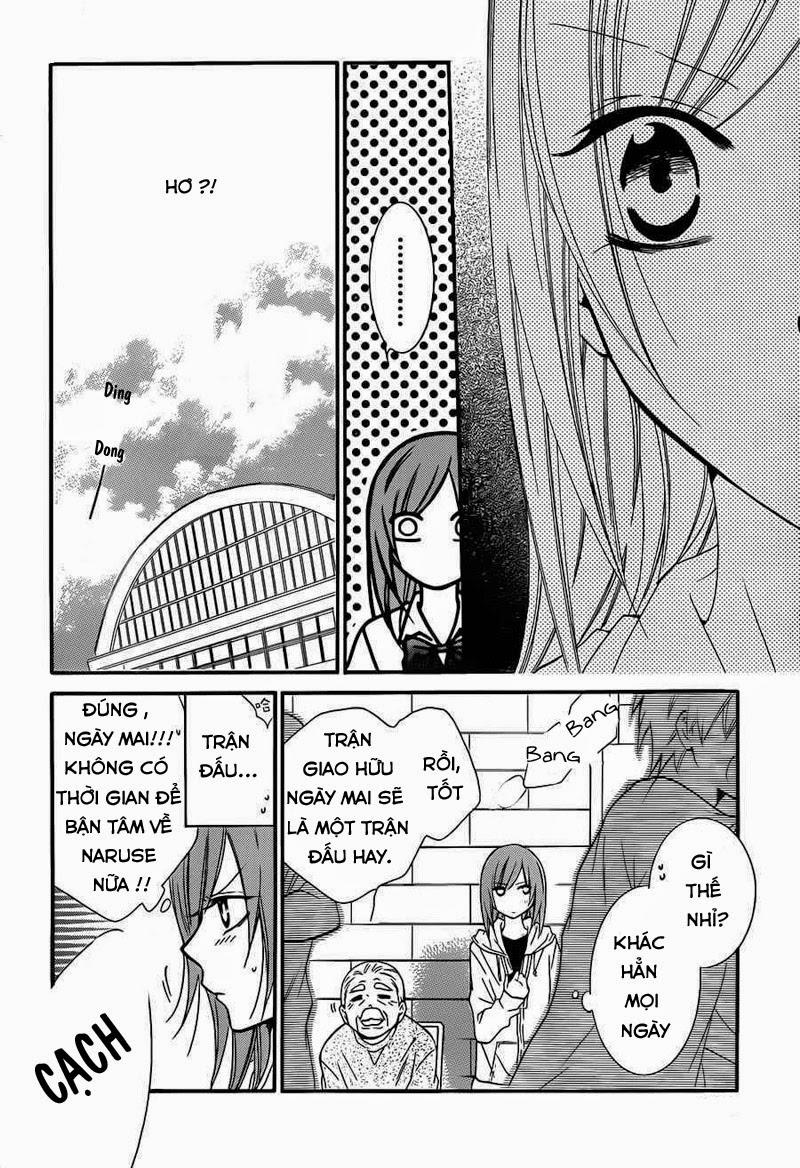 ..........
HƠ ?!
Ding
Dong
Bang
Bang
GÌ
THẾ
NHỈ?
KHÁC
HẲN
MỌI
NGÀY
RỒI,
TỐT
TRẬN
GIAO HỮU
NGÀY MAI SẼ
LÀ MỘT TRẬN
ĐẤU HAY.
TRẬN
ĐẤU...
ĐÚNG ,
NGÀY MAI!!!
KHÔNG CÓ
THỜI GIAN ĐỂ
BẬN TÂM VỀ
NARUSE
NỮA !!
CẠCH